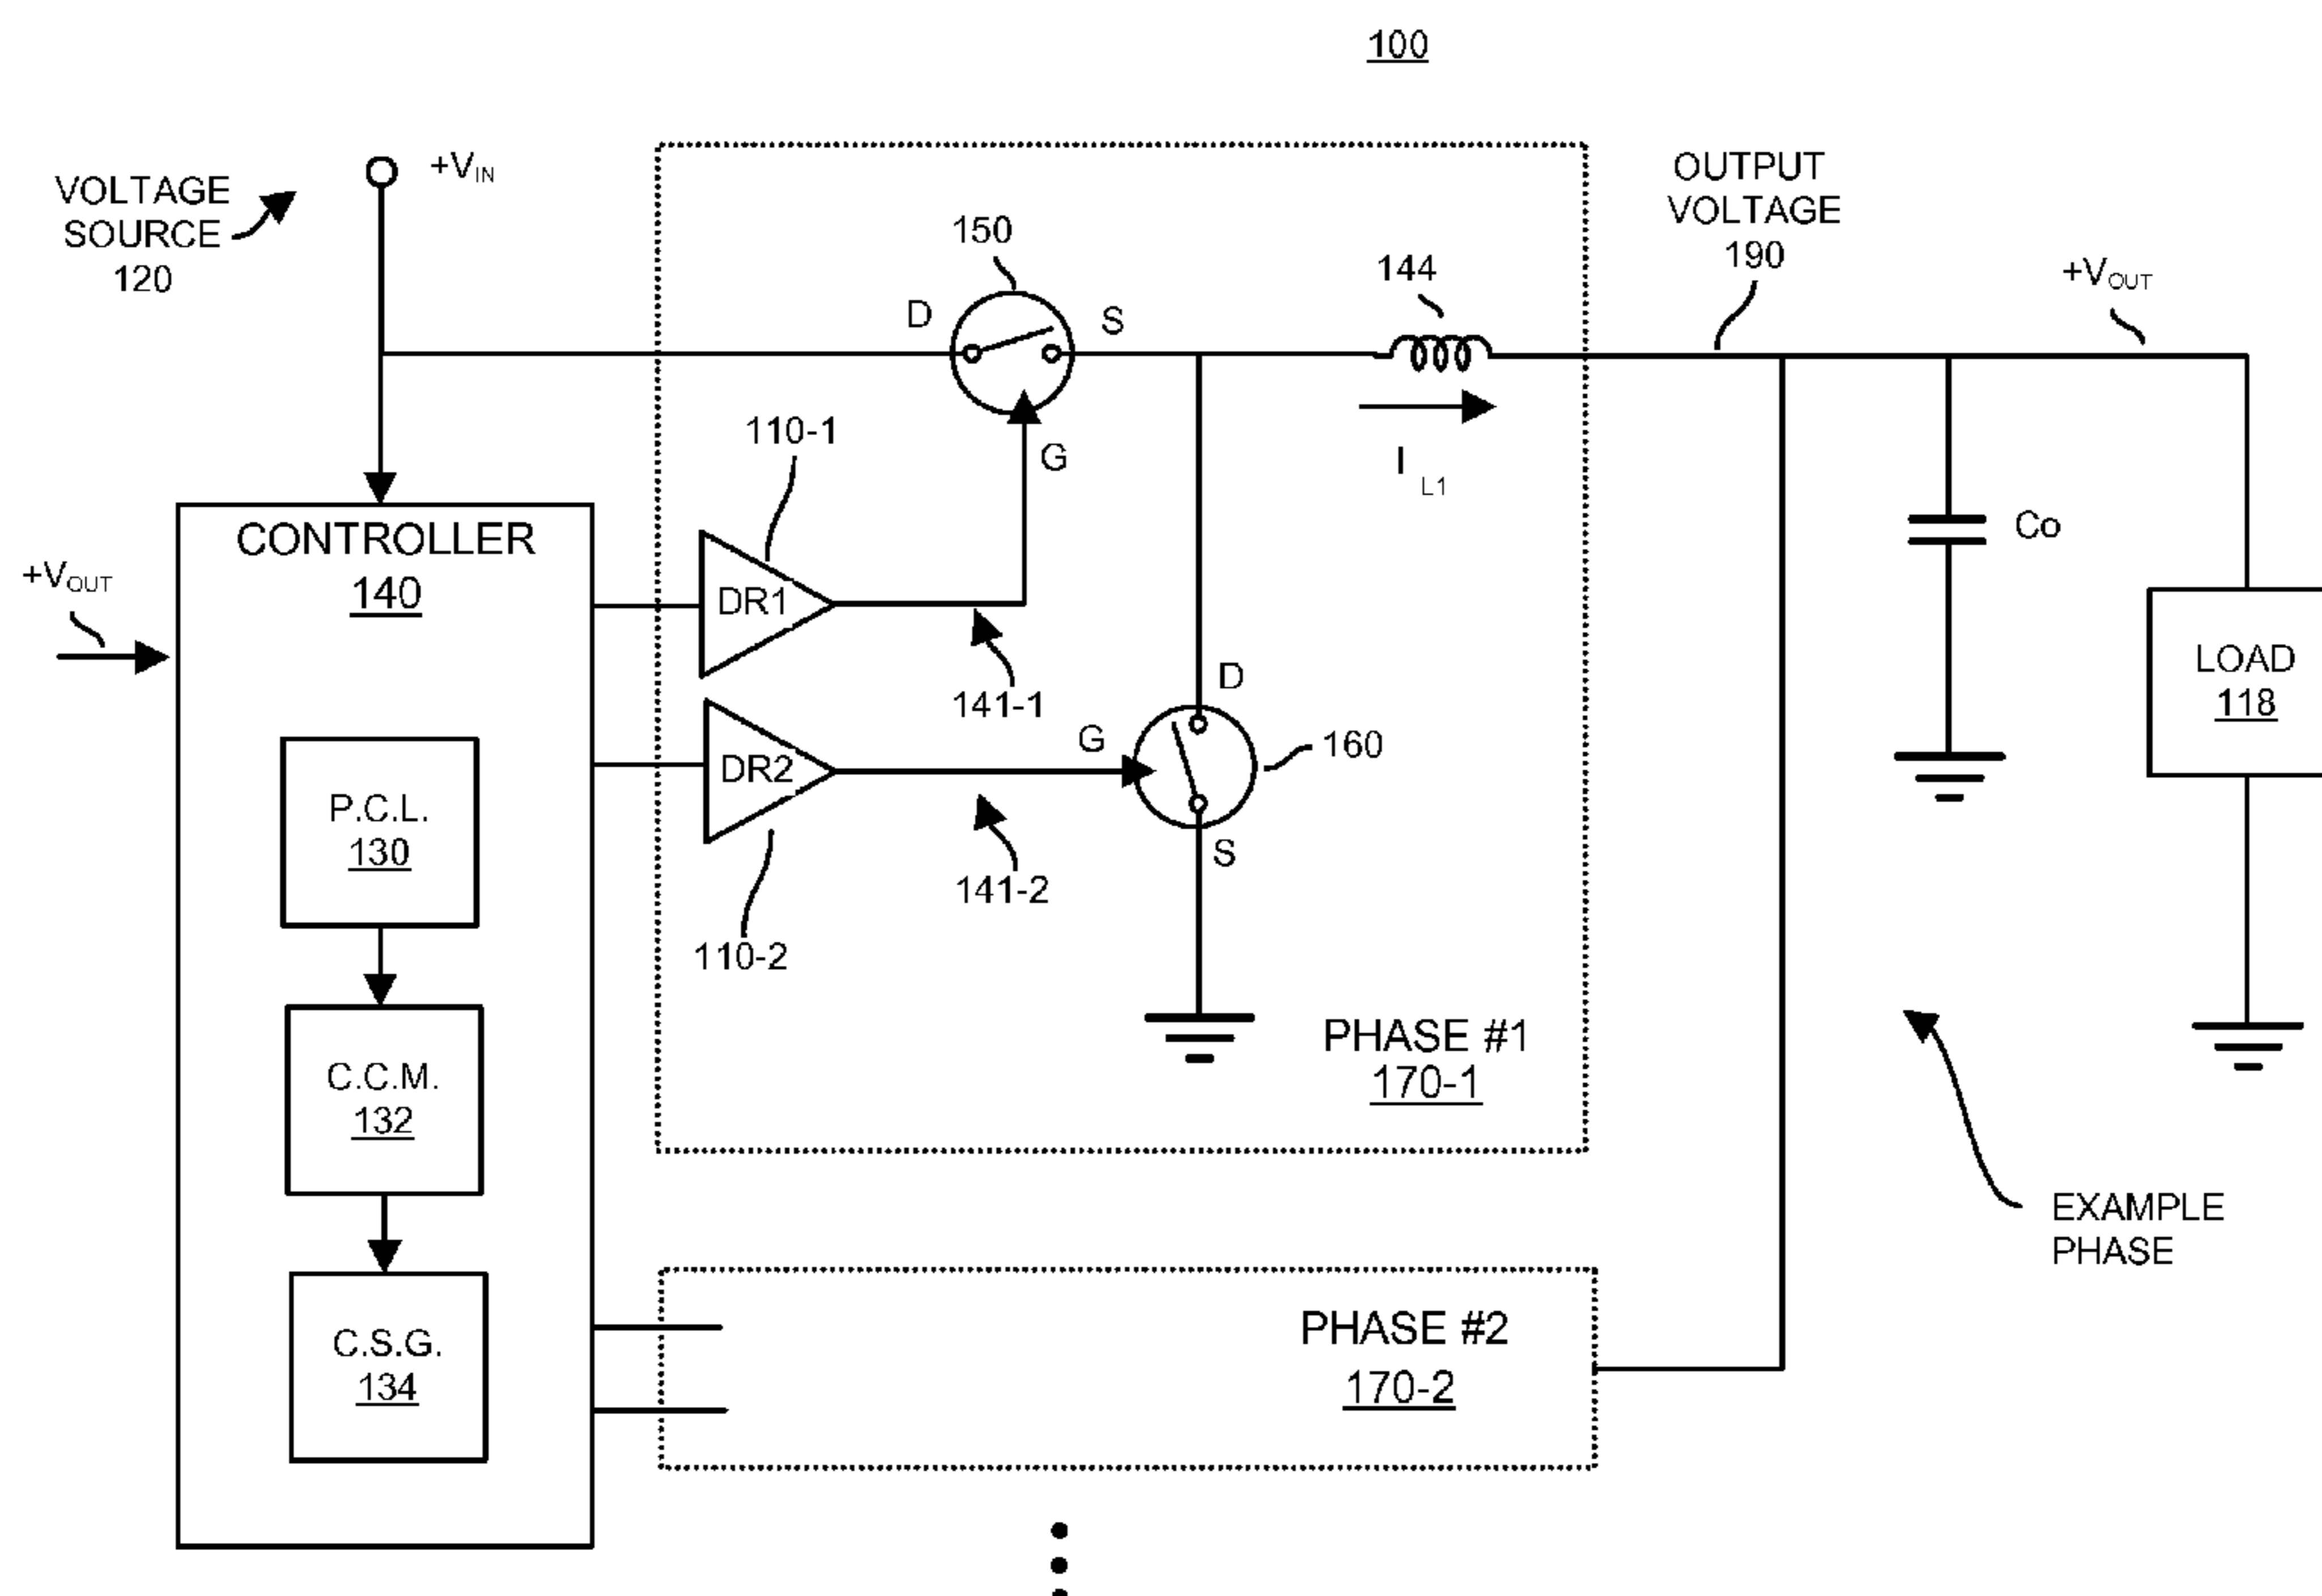 100
VOLTAGE
SOURCE
120
+VIN
150
D
S
G
144
I L1
OUTPUT
VOLTAGE
190
+VOUT
110-1
DR1
141-1
CONTROLLER
140
+VOUT
Co
LOAD
118
D
G
S
160
DR2
141-2
110-2
P.C.L.
130
C.C.M.
132
C.S.G.
134
PHASE #1
170-1
EXAMPLE
PHASE
PHASE #2
170-2